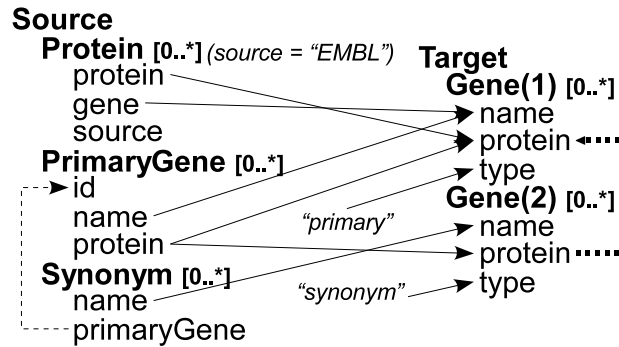 Source
Protein [0..*] (source = “EMBL”)
protein
gene
source
PrimaryGene [0..*]
id
name
protein
Synonym [0..*]
name
primaryGene
“primary”
“synonym”
Target
Gene(1) [0..*]
name
protein
type
Gene(2) [0..*]
name
protein
type